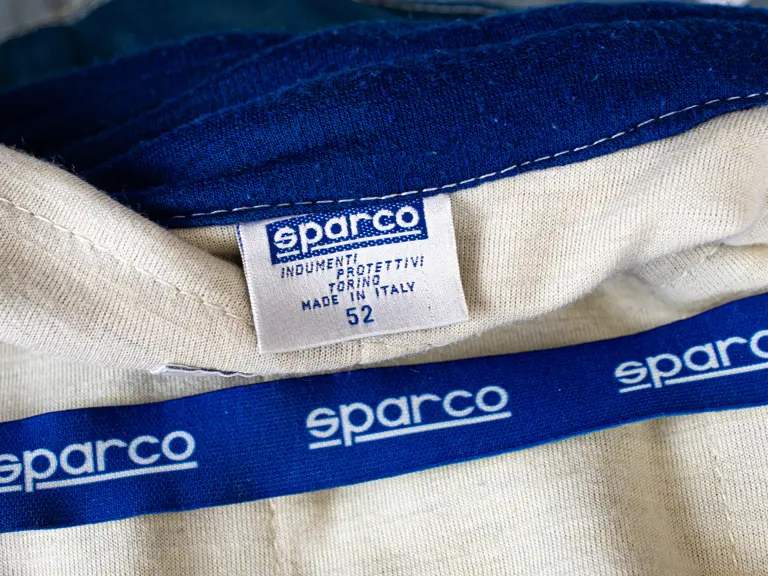 sparco
INDUMENTI
PROTETTIVI
TORINO
MADE IN ITALY
52
sparco
sparco
sparco